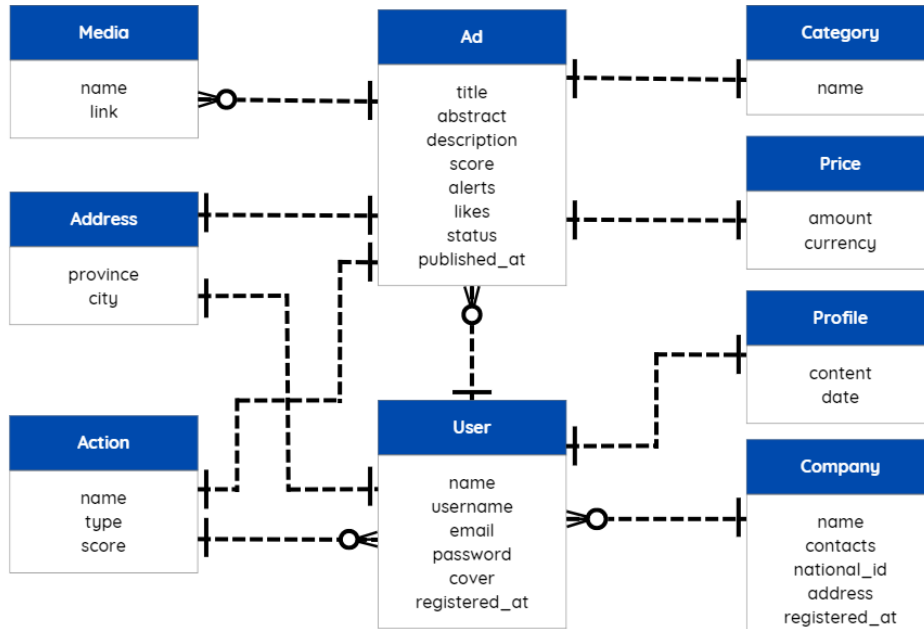 Media
name
link
Ad
title
abstract
description
score
alerts
likes
status
published_at
Category
name
Price
amount
currency
Address
province
city
Profile
content
date
Action
name
type
score
User
name
username
email
password
cover
registered_at
Company
name
contacts
national_id
address
registered_at